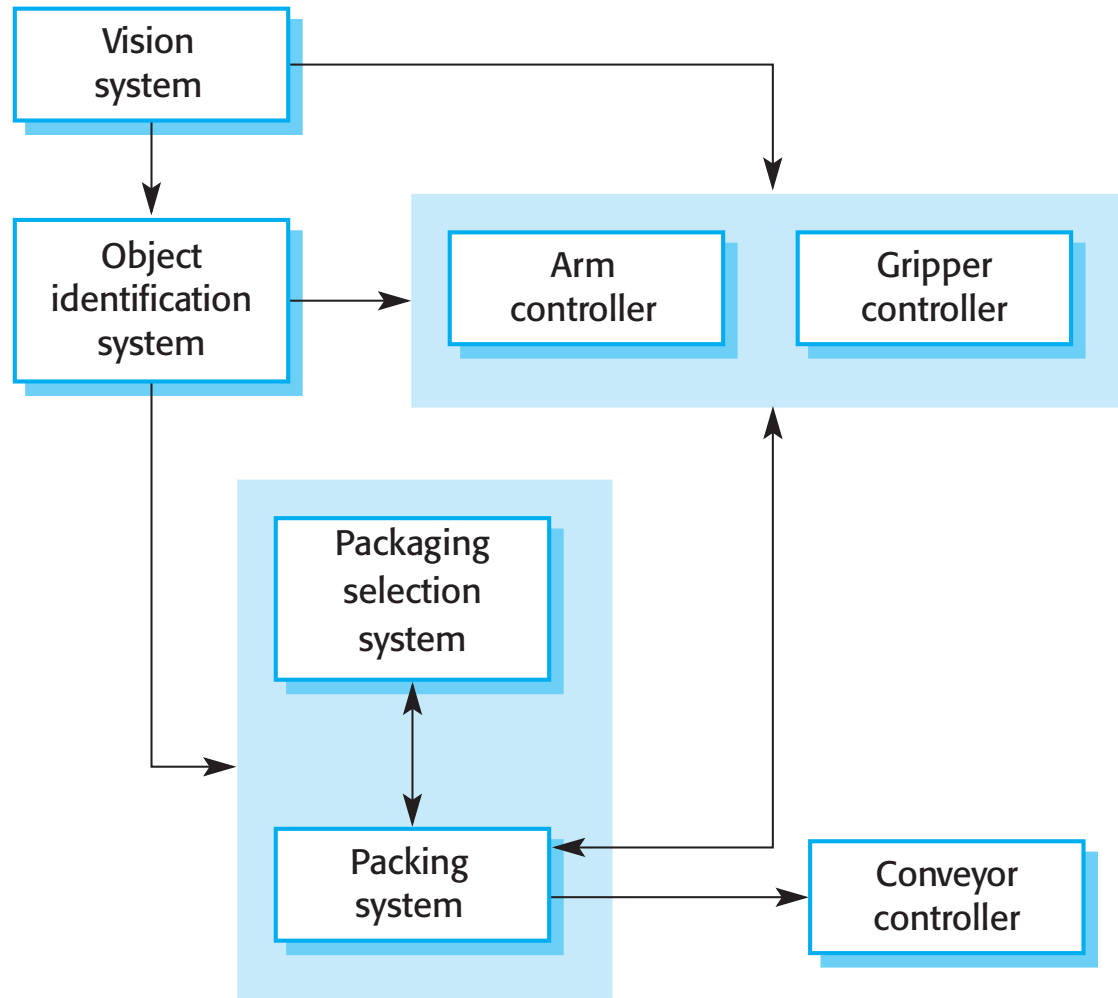 Vision
system
Object
identification
system
Arm
controller
Gripper
controller
Packaging
selection
system
Packing
system
Conveyor
controller